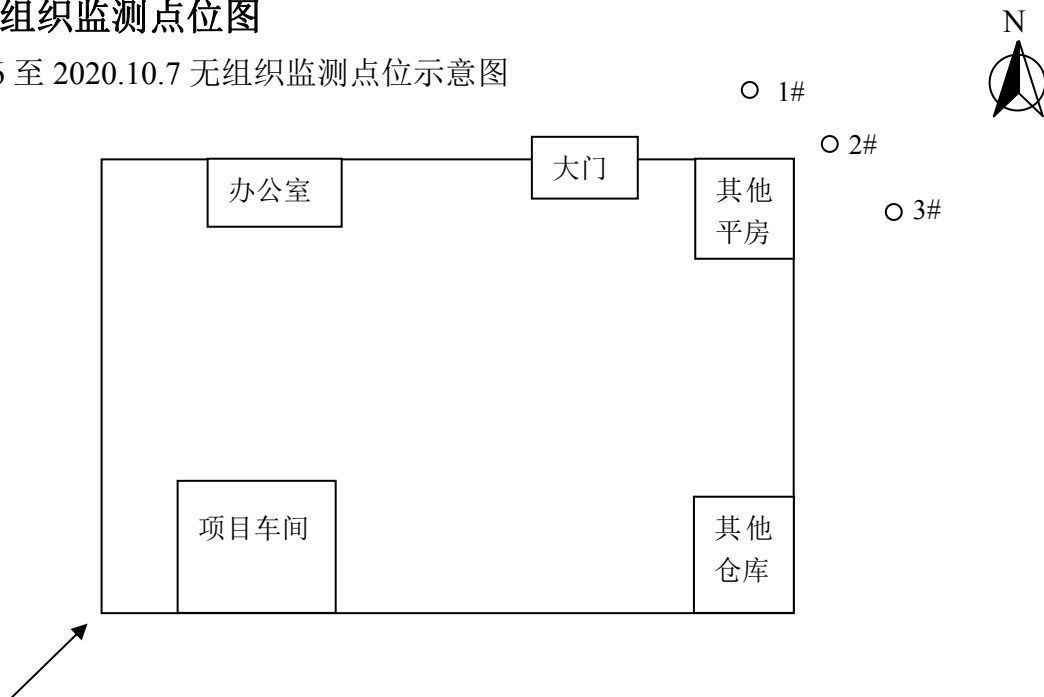 组织监测点位图
N
6 至 2020.10.7 无组织监测点位示意图
1#
2#
3#
大门
办公室
其他
平房
项目车间
其他
仓库